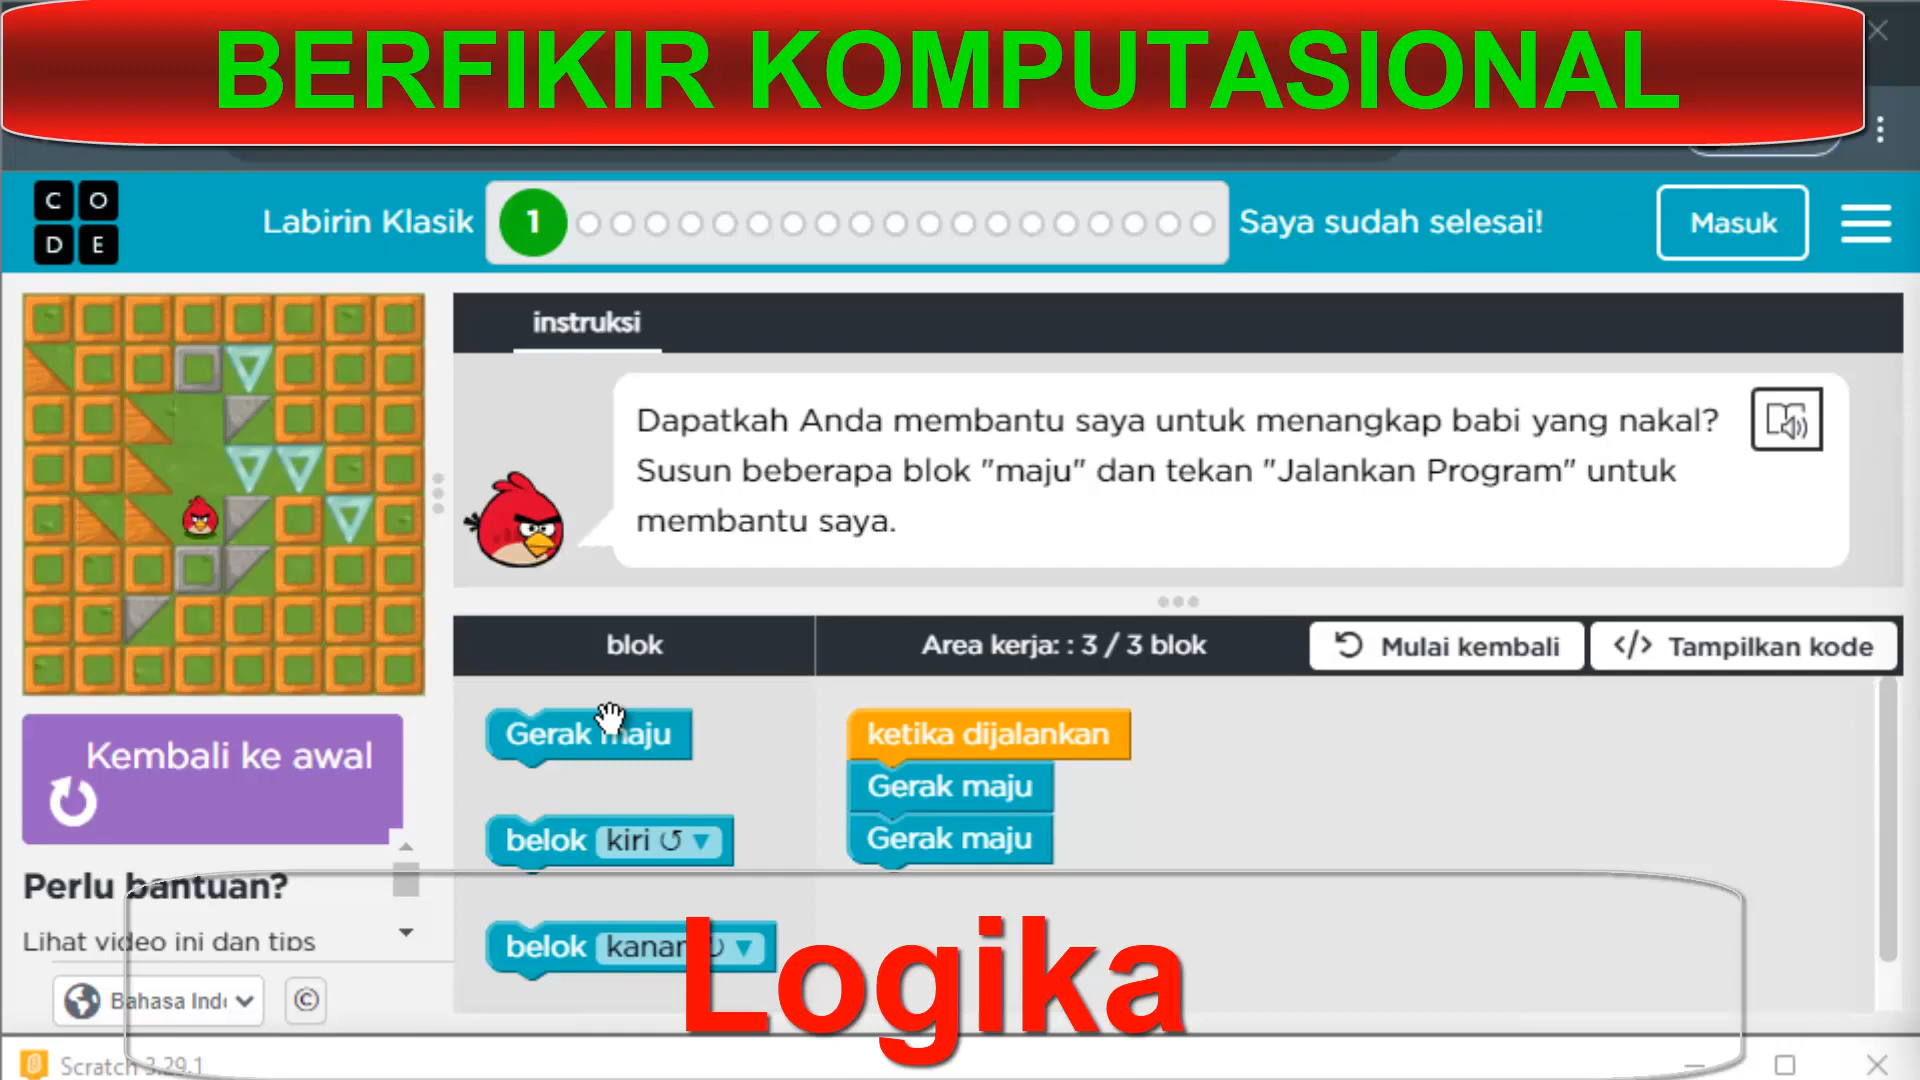 BERFIKIR KOMPUTASIONAL
C O
D E
Labirin Klasik
1
Saya sudah selesai!
Masuk
instruksi
Dapatkah Anda membantu saya untuk menangkap babi yang nakal?
Susun beberapa blok "maju" dan tekan "Jalankan Program" untuk
membantu saya.
blok
Area kerja: : 3 / 3 blok
Mulai kembali
</> Tampilkan kode
Gerak maju
ketika dijalankan
Gerak maju
Gerak maju
belok kiri ↺ ▼
belok kanan ↻ ▼
Kembali ke awal
Perlu bantuan?
Lihat video ini dan tips
Bahasa Ind
©
Logika
Scratch 3.29.1